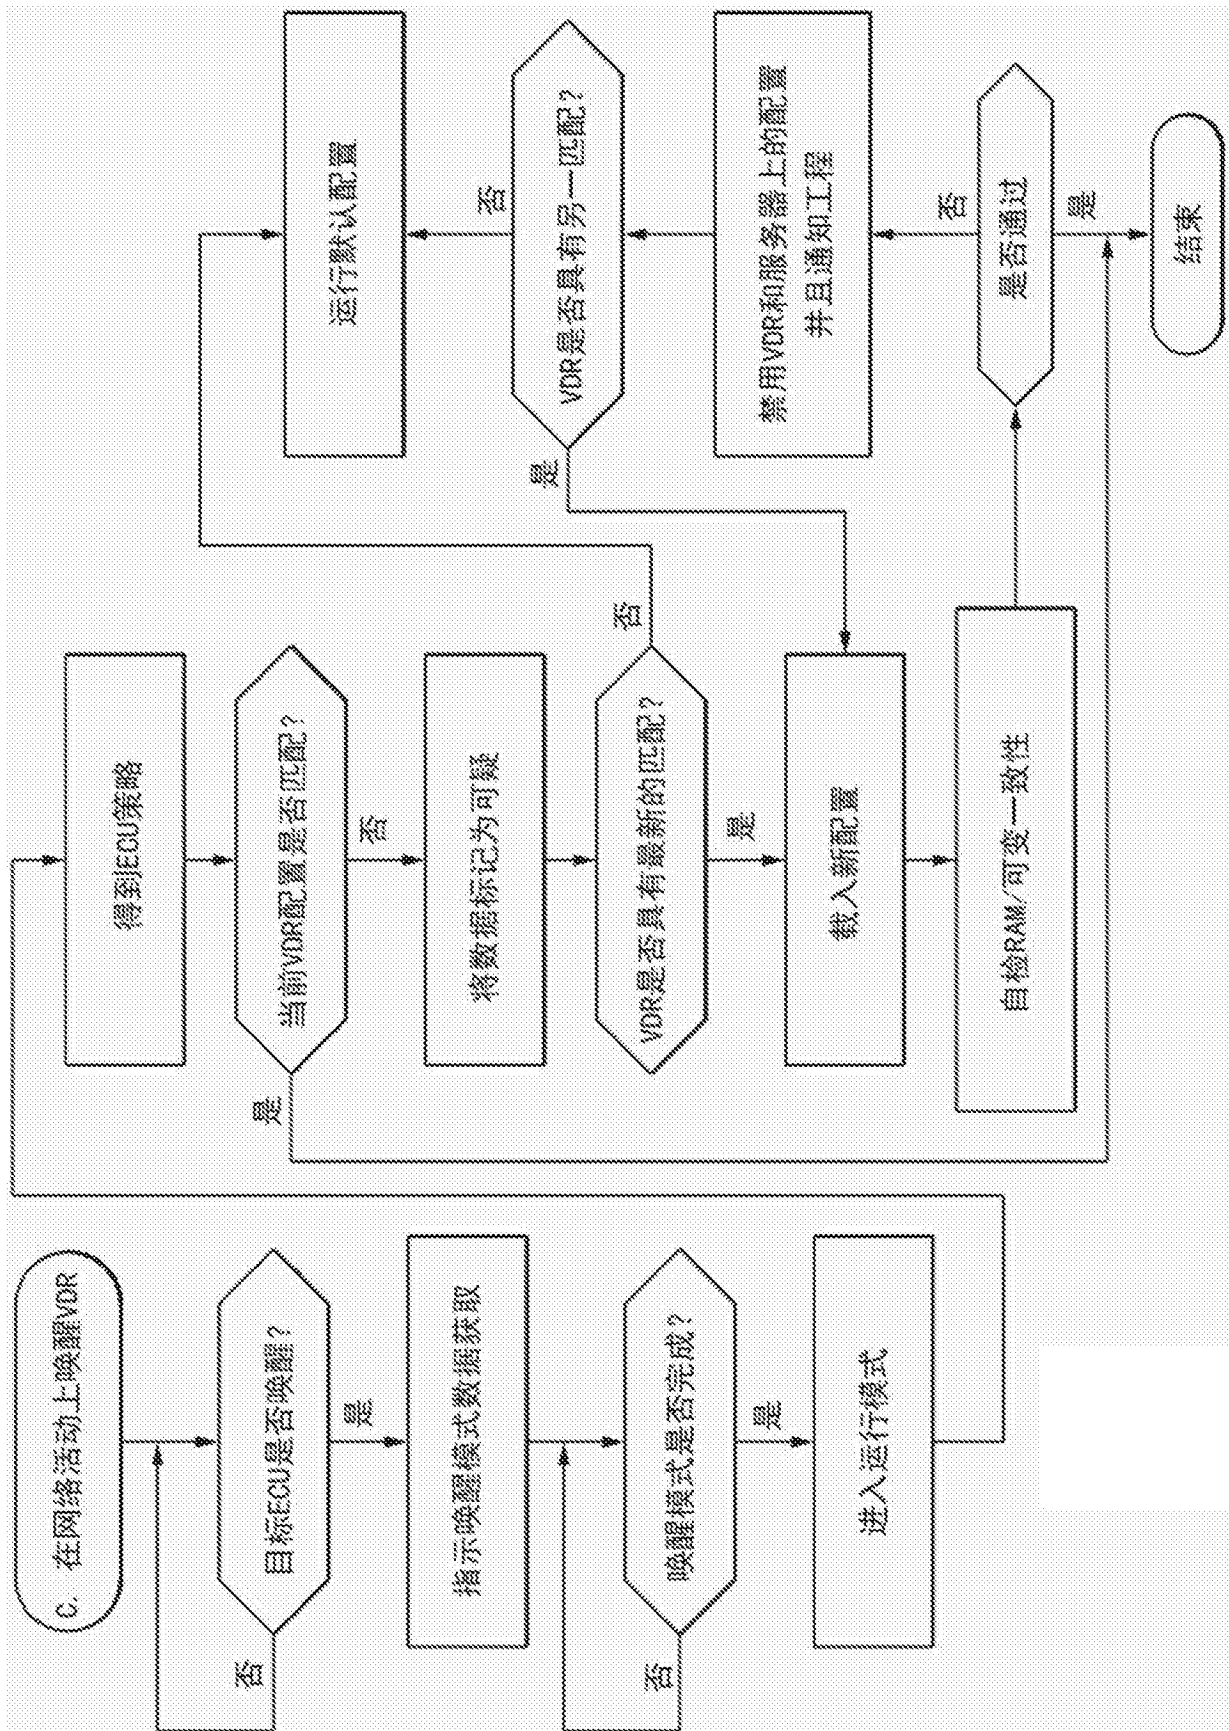 C. 在网络活动上唤醒VDR
目标ECU是否唤醒?
否
是
指示唤醒模式数据获取
唤醒模式是否完成?
否
是
进入运行模式
得到ECU策略
当前VDR配置是否匹配?
是
否
将数据标记为可疑
VDR是否具有最新的匹配?
否
是
载入新配置
自检RAM/可变一致性
运行默认配置
否
VDR是否具有另一匹配?
是
禁用VDR和服务器上的配置
并且通知工程
否
是否通过
是
结束